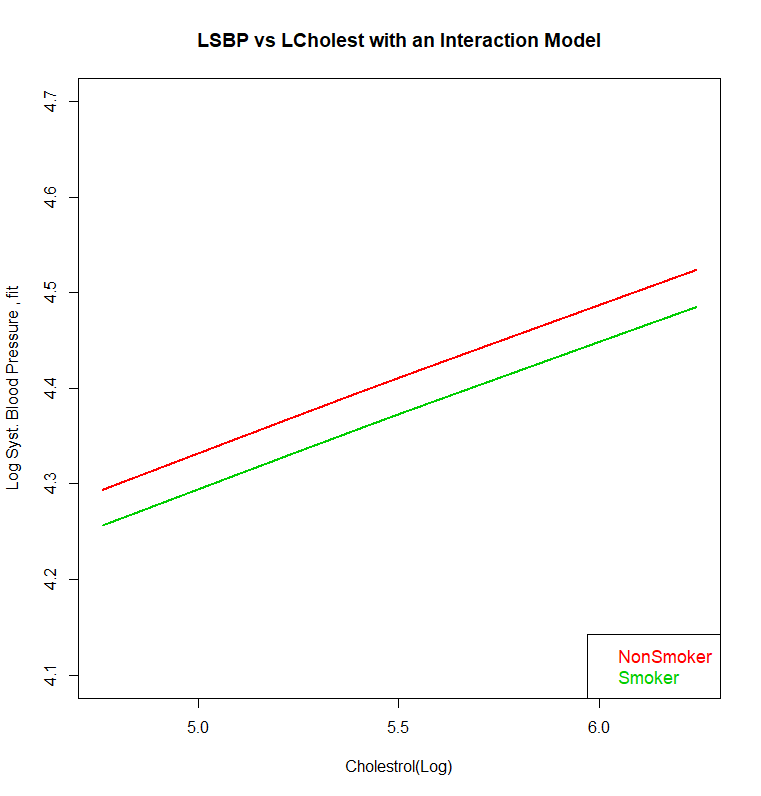 LSBP vs LCholest with an Interaction Model
4.7
4.6
4.5
4.4
4.3
4.2
4.1
Log Syst. Blood Pressure , fit
NonSmoker
Smoker
5.0 5.5 6.0
Cholestrol(Log)